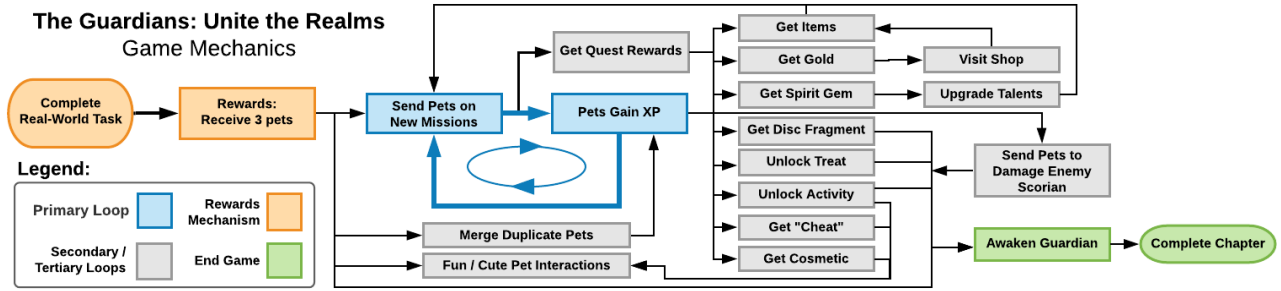 The Guardians: Unite the Realms
Game Mechanics
Complete
Real-World Task
Rewards:
Receive 3 pets
Send Pets on
New Missions
Pets Gain XP
Get Quest Rewards
Get Items
Get Gold
Visit Shop
Get Spirit Gem
Upgrade Talents
Get Disc Fragment
Unlock Treat
Unlock Activity
Get "Cheat"
Get Cosmetic
Send Pets to
Damage Enemy
Scorian
Merge Duplicate Pets
Fun / Cute Pet Interactions
Awaken Guardian
Complete Chapter
Legend:
Primary Loop
Rewards
Mechanism
Secondary /
Tertiary Loops
End Game